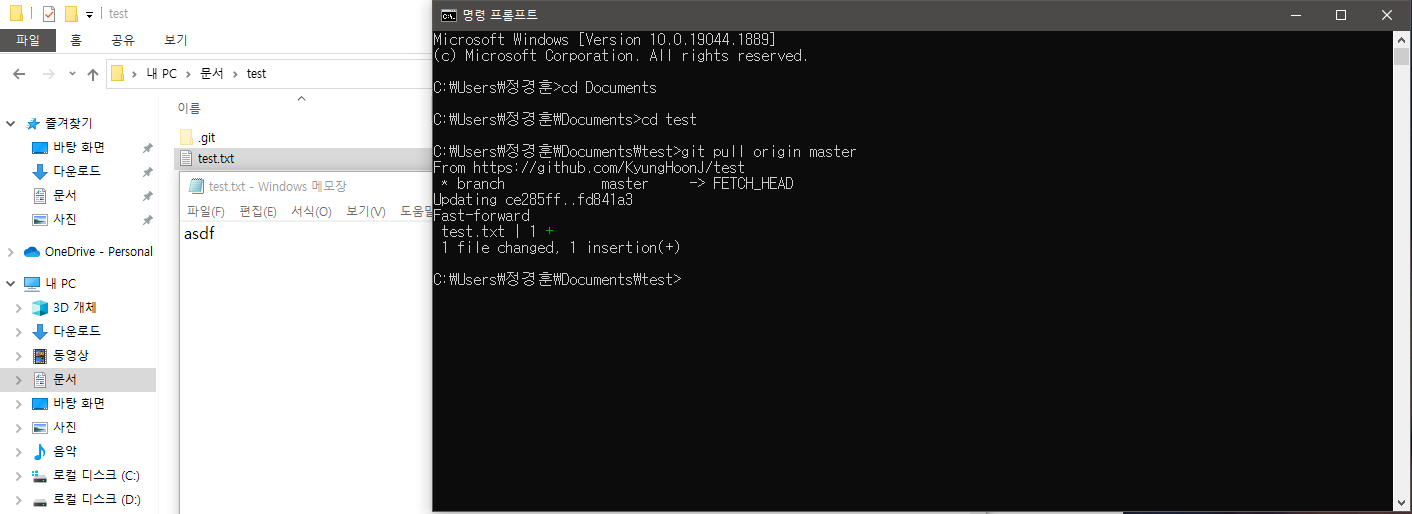 test
파일 홈 공유 보기
내 PC 문서 test
이름
즐겨찾기
바탕 화면
다운로드
문서
사진
OneDrive - Personal
내 PC
3D 개체
다운로드
동영상
문서
바탕 화면
사진
음악
로컬 디스크 (C:)
로컬 디스크 (D:)
.git
test.txt
test.txt - Windows 메모장
파일(F) 편집(E) 서식(O) 보기(V) 도움말
asdf
명령 프롬프트
Microsoft Windows [Version 10.0.19044.1889]
(c) Microsoft Corporation. All rights reserved.
C:₩Users₩정경훈>cd Documents
C:₩Users₩정경훈₩Documents>cd test
C:₩Users₩정경훈₩Documents₩test>git pull origin master
From https://github.com/KyungHoonJ/test
* branch master -> FETCH_HEAD
Updating ce285ff..fd841a3
Fast-forward
test.txt | 1 +
1 file changed, 1 insertion(+)
C:₩Users₩정경훈₩Documents₩test>